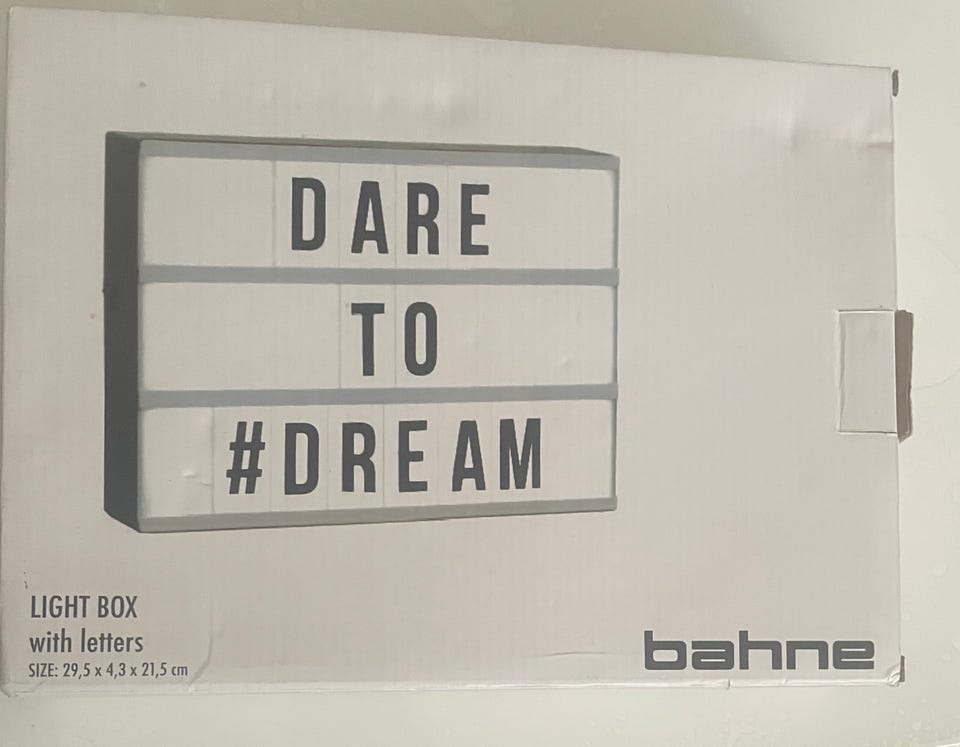 DARE
TO
#DREAM
LIGHT BOX
with letters
SIZE: 29,5 x 4,3 x 21,5 cm
bahne